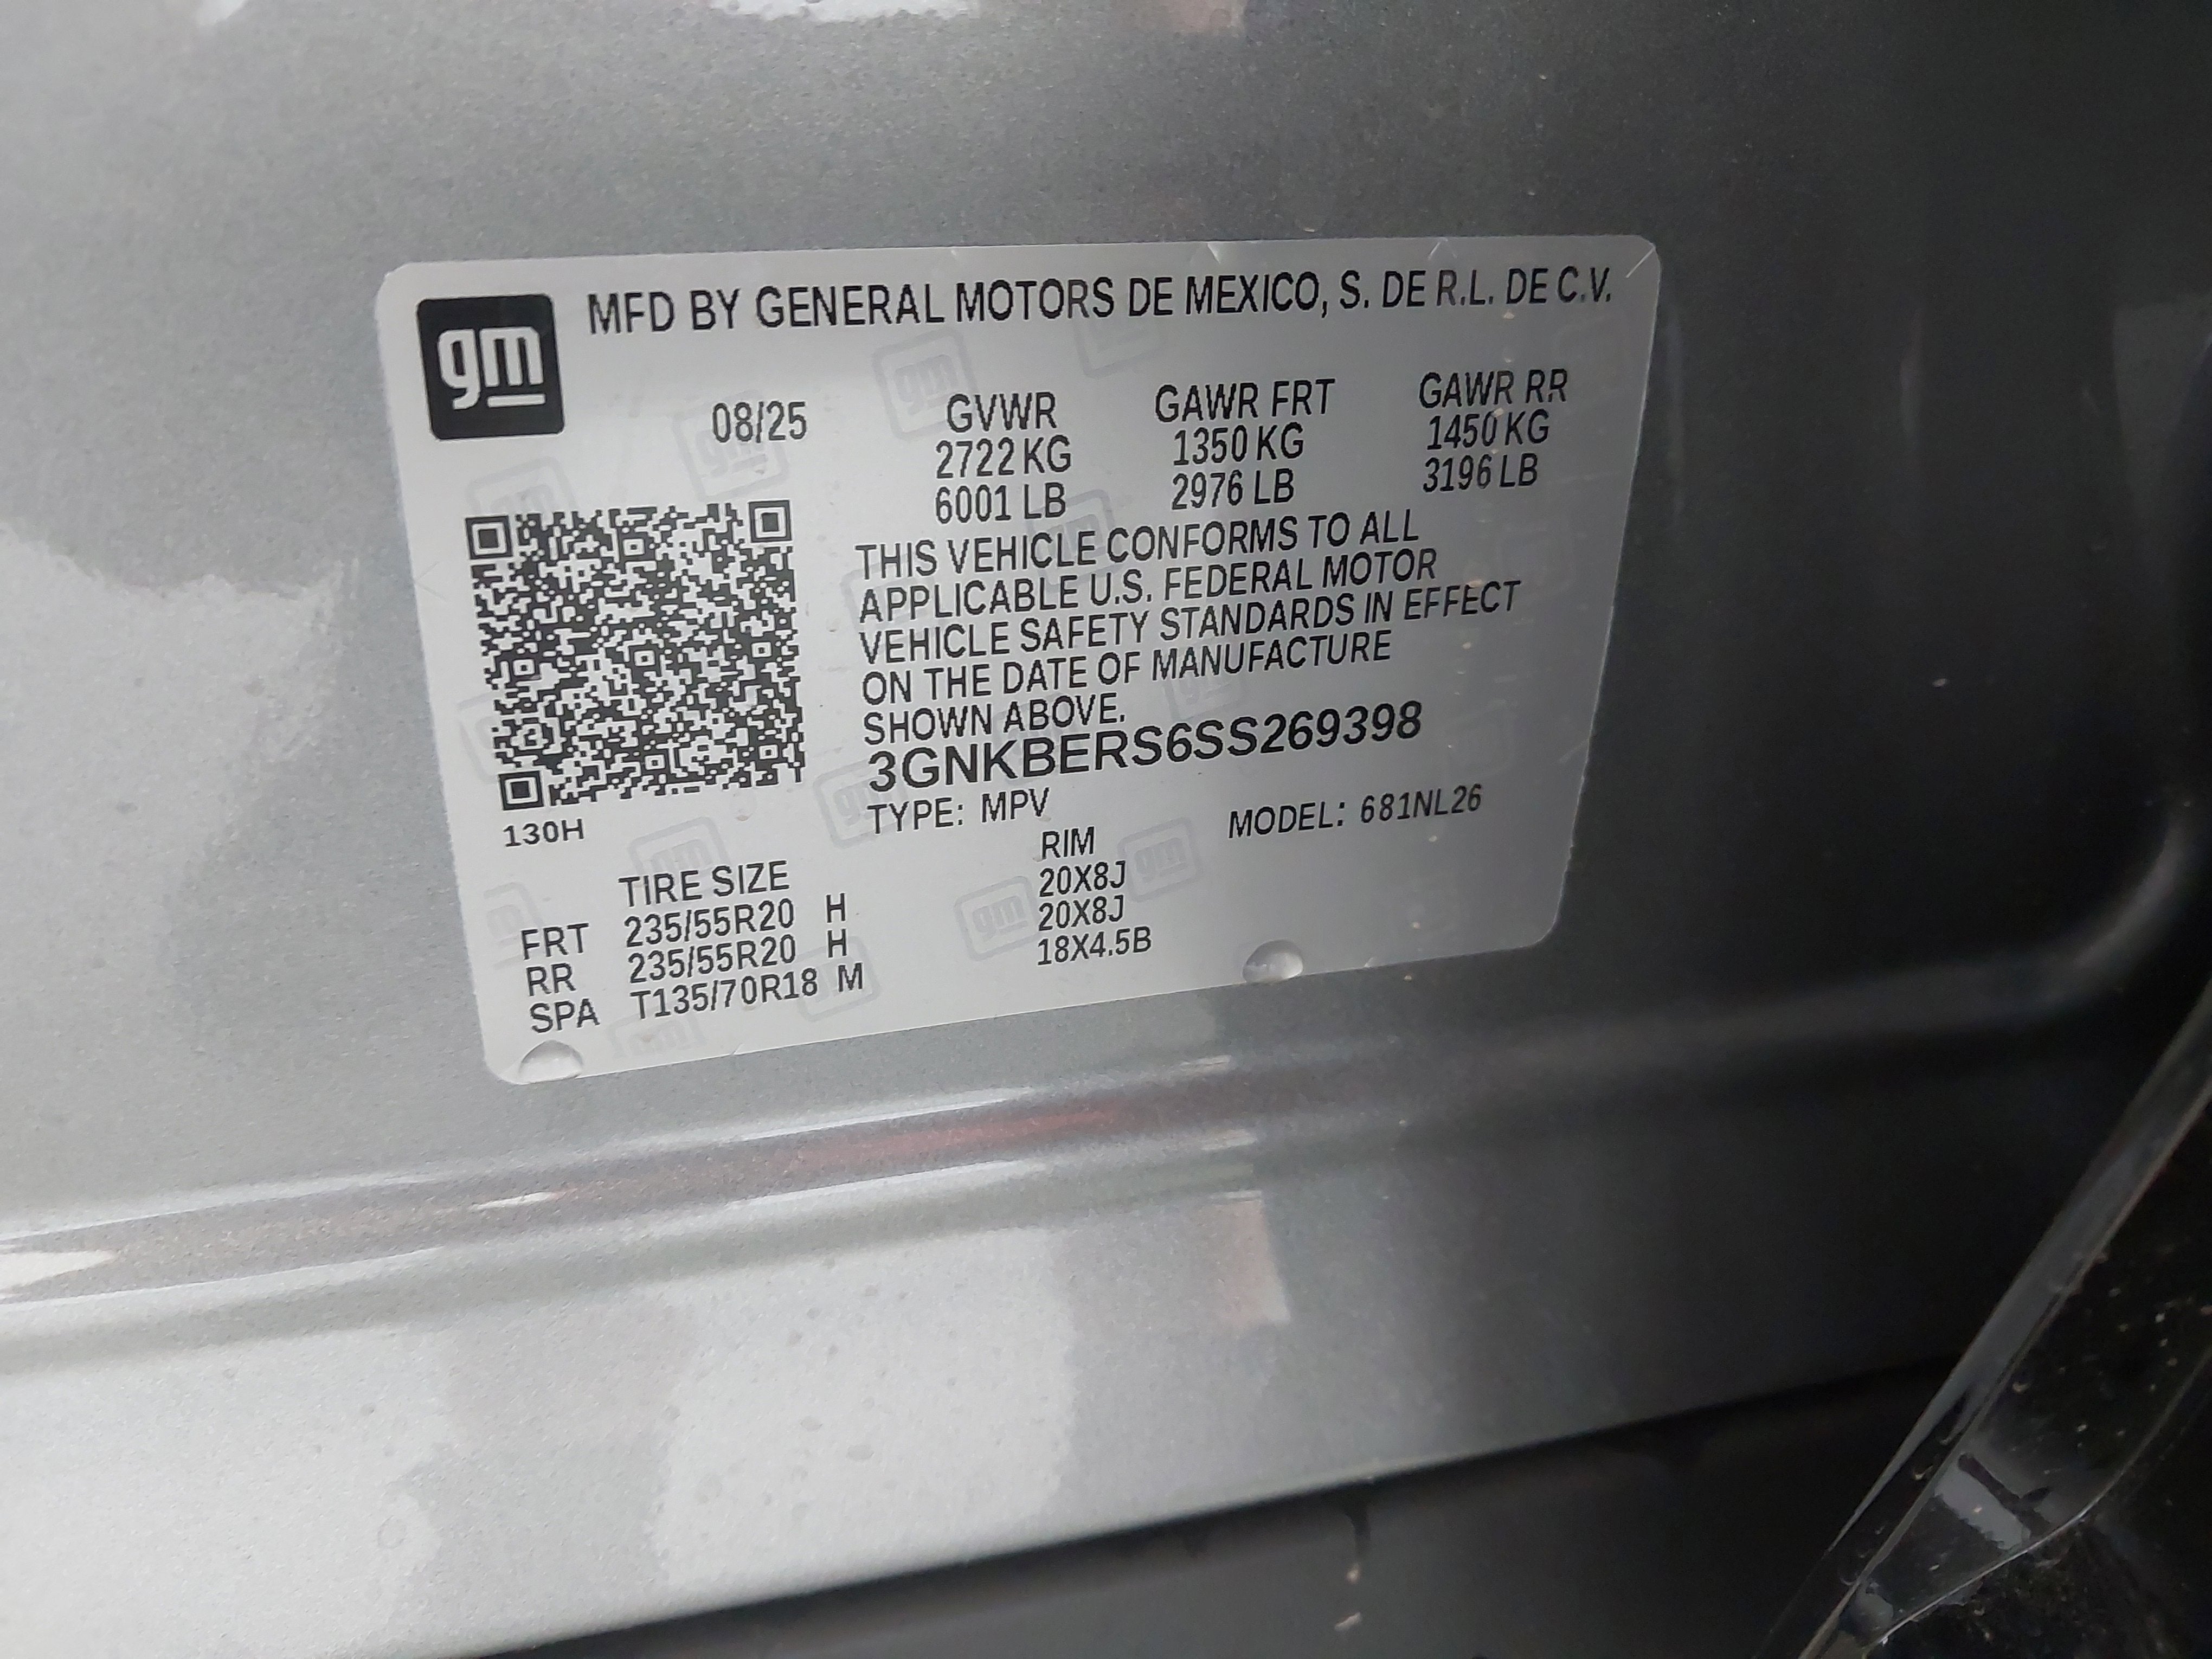 gm MFD BY GENERAL MOTORS DE MEXICO, S. DE R.L. DE C.V.
08/25 GVWR GAWR FRT GAWR RR
2722 KG 1350 KG 1450 KG
6001 LB 2976 LB 3196 LB
THIS VEHICLE CONFORMS TO ALL
APPLICABLE U.S. FEDERAL MOTOR
VEHICLE SAFETY STANDARDS IN EFFECT
ON THE DATE OF MANUFACTURE
SHOWN ABOVE.
3GNKBERS6SS269398
130H
TYPE: MPV MODEL: 681NL26
TIRE SIZE RIM
FRT 235/55R20 H 20X8J
RR 235/55R20 H 20X8J
SPA T135/70R18 M 18X4.5B